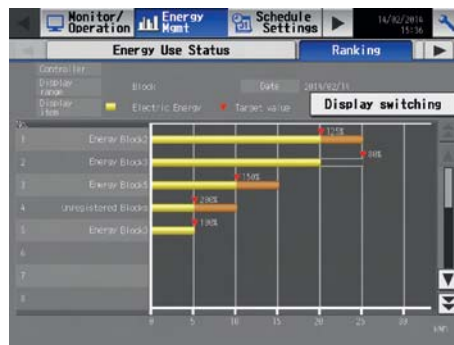 Monitor/ Operation
Energy Mgmt
Schedule Settings
14/02/2014
15:36
Energy Use Status
Ranking
Controller
Display range
Block
Date
2014/02/14
Display item
Electric Energy
Target value
Display switching
No.
1 Energy Block2 125%
2 Energy Block3 80%
3 Energy Block5 150%
4 unregistered Blocks 200%
5 100%
6
7
8
0 5 10 15 20 25 30
kWh